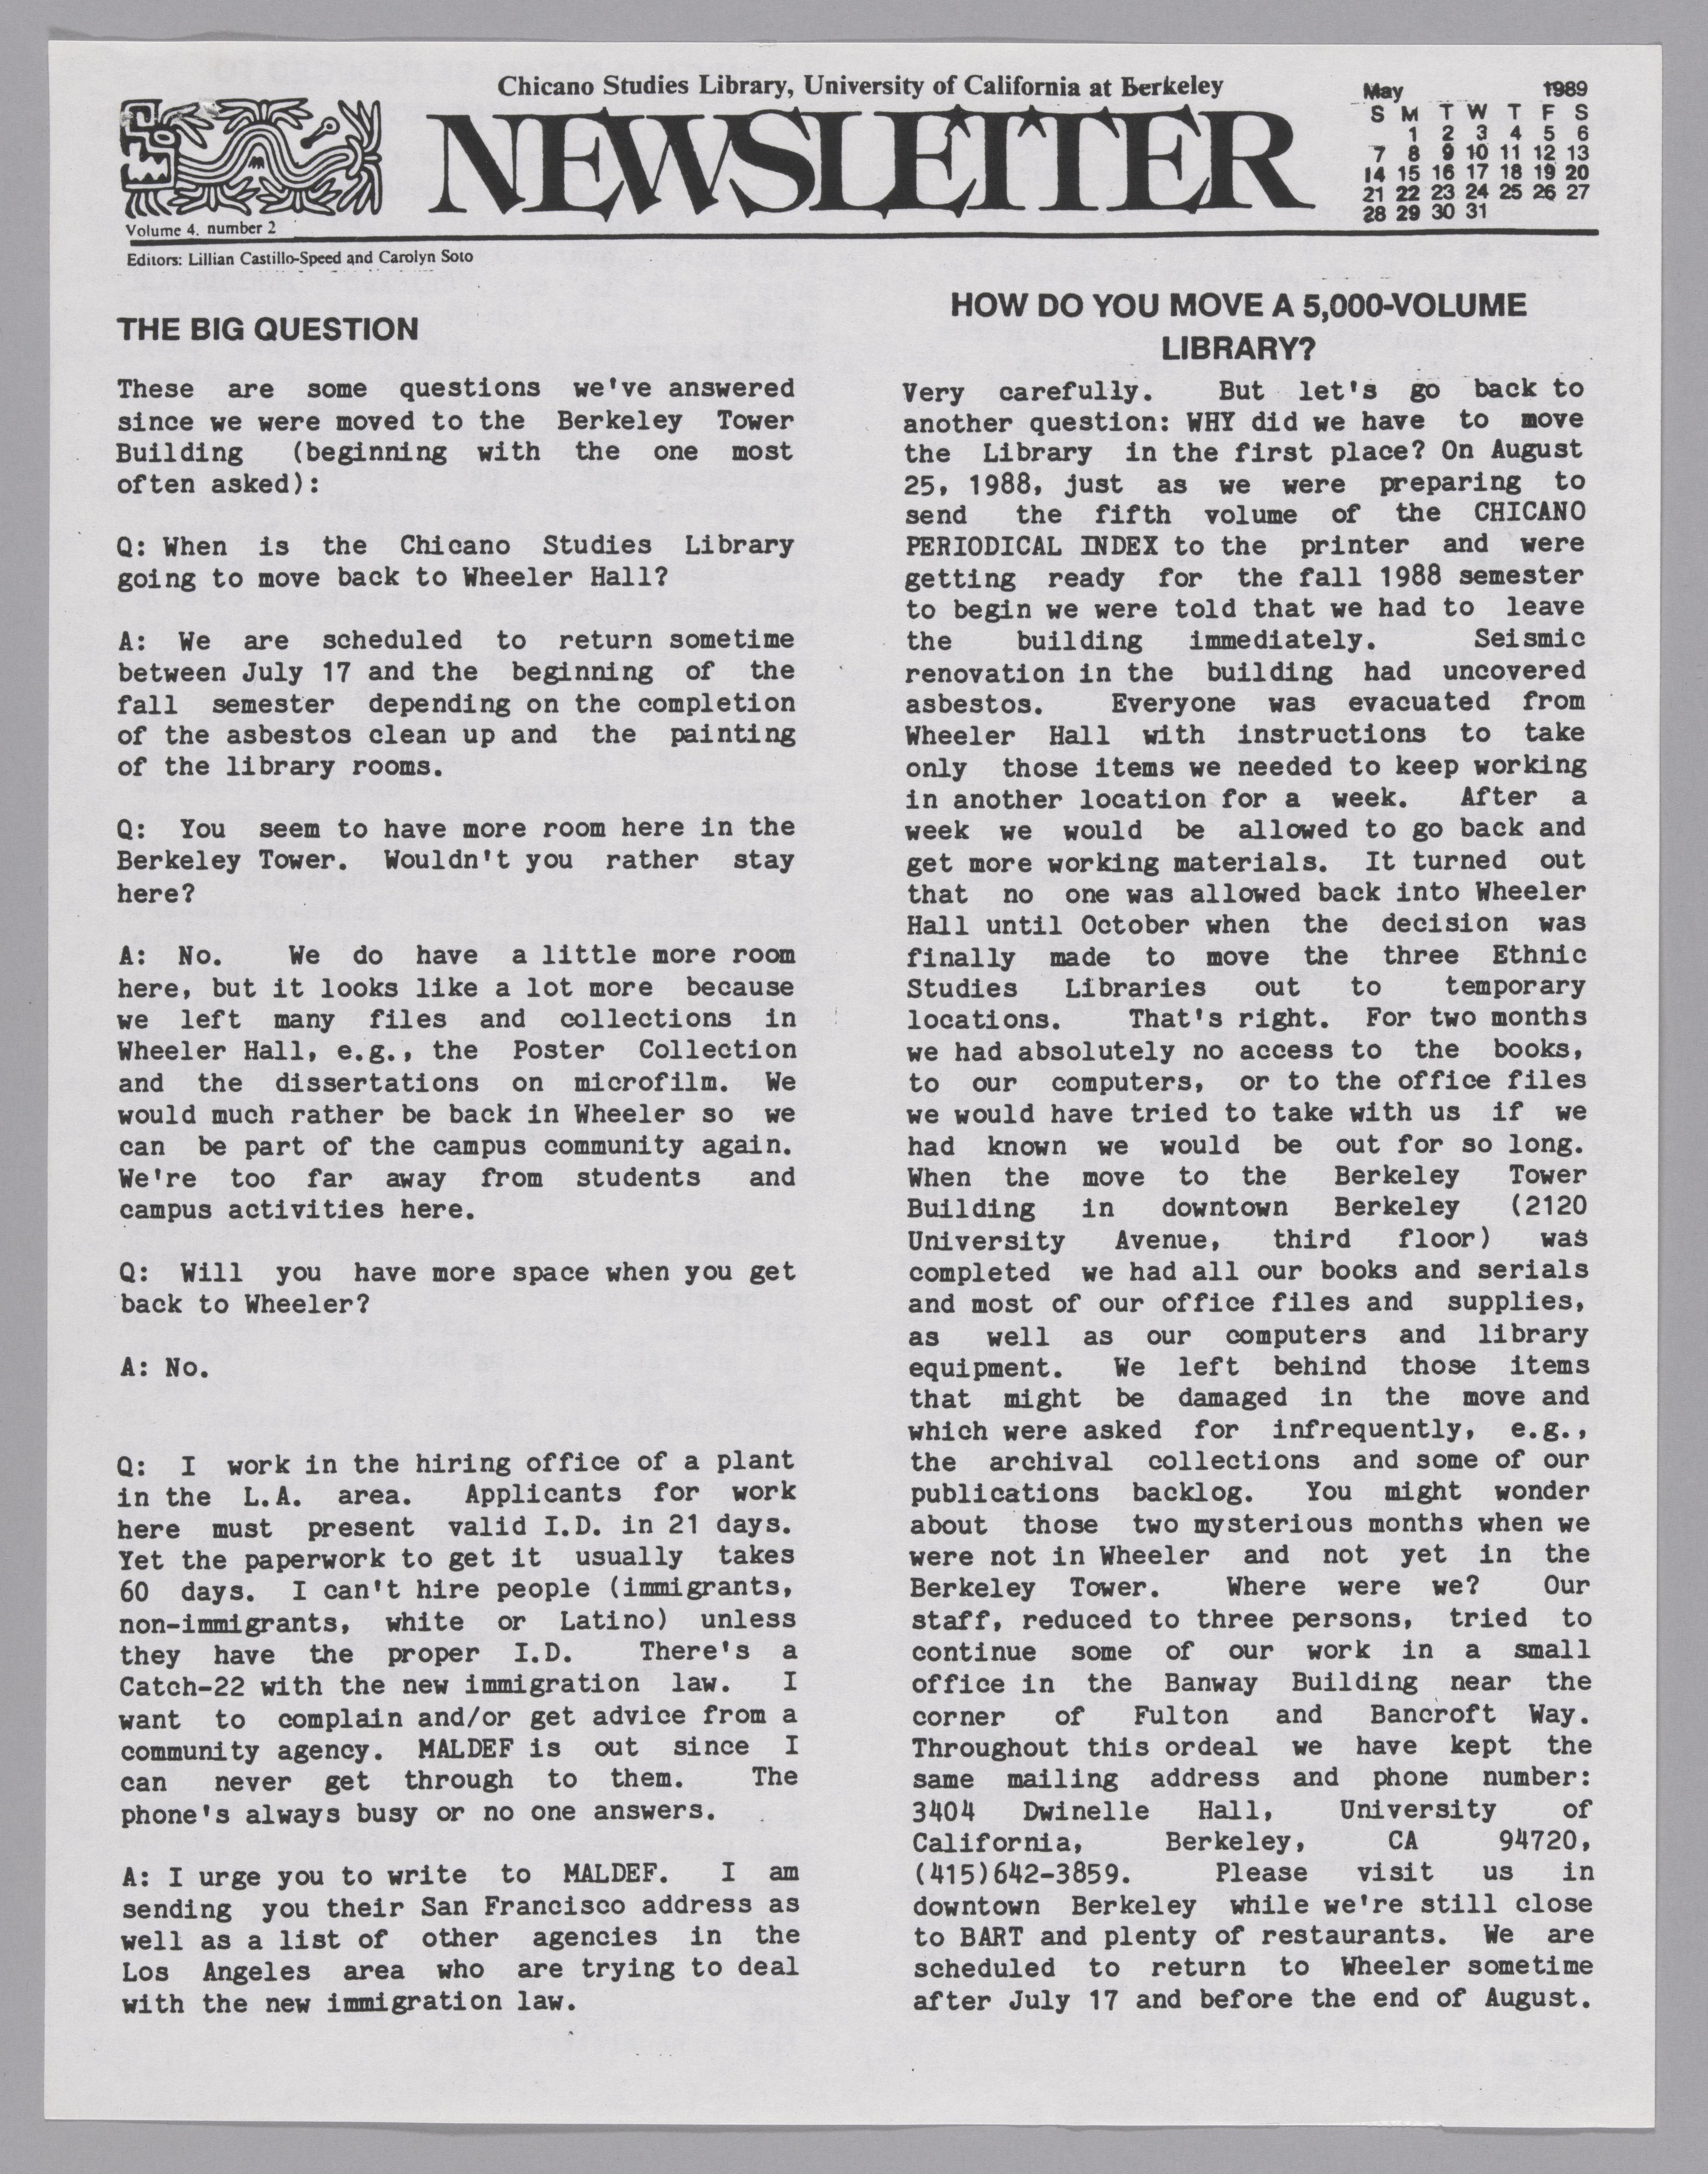 Chicano Studies Library, University of California at Berkeley
NEWSLETTER
May 1989
S M T W T F S
1 2 3 4 5 6
7 8 9 10 11 12 13
14 15 16 17 18 19 20
21 22 23 24 25 26 27
28 29 30 31
Volume 4, number 2
Editors: Lillian Castillo-Speed and Carolyn Soto
THE BIG QUESTION
These are some questions we've answered
since we were moved to the Berkeley Tower
Building (beginning with the one most
often asked):
Q: When is the Chicano Studies Library
going to move back to Wheeler Hall?
A: We are scheduled to return sometime
between July 17 and the beginning of the
fall semester depending on the completion
of the asbestos clean up and the painting
of the library rooms.
Q: You seem to have more room here in the
Berkeley Tower. Wouldn't you rather stay
here?
A: No. We do have a little more room
here, but it looks like a lot more because
we left many files and collections in
Wheeler Hall, e.g., the Poster Collection
and the dissertations on microfilm. We
would much rather be back in Wheeler so we
can be part of the campus community again.
We're too far away from students and
campus activities here.
Q: Will you have more space when you get
back to Wheeler?
A: No.
Q: I work in the hiring office of a plant
in the L.A. area. Applicants for work
here must present valid I.D. in 21 days.
Yet the paperwork to get it usually takes
60 days. I can't hire people (immigrants,
non-immigrants, white or Latino) unless
they have the proper I.D. There's a
Catch-22 with the new immigration law. I
want to complain and/or get advice from a
community agency. MALDEF is out since I
can never get through to them. The
phone's always busy or no one answers.
A: I urge you to write to MALDEF. I am
sending you their San Francisco address as
well as a list of other agencies in the
Los Angeles area who are trying to deal
with the new immigration law.
HOW DO YOU MOVE A 5,000-VOLUME
LIBRARY?
Very carefully. But let's go back to
another question: WHY did we have to move
the Library in the first place? On August
25, 1988, just as we were preparing to
send the fifth volume of the CHICANO
PERIODICAL INDEX to the printer and were
getting ready for the fall 1988 semester
to begin we were told that we had to leave
the building immediately. Seismic
renovation in the building had uncovered
asbestos. Everyone was evacuated from
Wheeler Hall with instructions to take
only those items we needed to keep working
in another location for a week. After a
week we would be allowed to go back and
get more working materials. It turned out
that no one was allowed back into Wheeler
Hall until October when the decision was
finally made to move the three Ethnic
Studies Libraries out to temporary
locations. That's right. For two months
we had absolutely no access to the books,
to our computers, or to the office files
we would have tried to take with us if we
had known we would be out for so long.
When the move to the Berkeley Tower
Building in downtown Berkeley (2120
University Avenue, third floor) was
completed we had all our books and serials
and most of our office files and supplies,
as well as our computers and library
equipment. We left behind those items
that might be damaged in the move and
which were asked for infrequently, e.g.,
the archival collections and some of our
publications backlog. You might wonder
about those two mysterious months when we
were not in Wheeler and not yet in the
Berkeley Tower. Where were we? Our
staff, reduced to three persons, tried to
continue some of our work in a small
office in the Banway Building near the
corner of Fulton and Bancroft Way.
Throughout this ordeal we have kept the
same mailing address and phone number:
3404 Dwinelle Hall, University of
California, Berkeley, CA 94720,
(415)642-3859. Please visit us in
downtown Berkeley while we're still close
to BART and plenty of restaurants. We are
scheduled to return to Wheeler sometime
after July 17 and before the end of August.